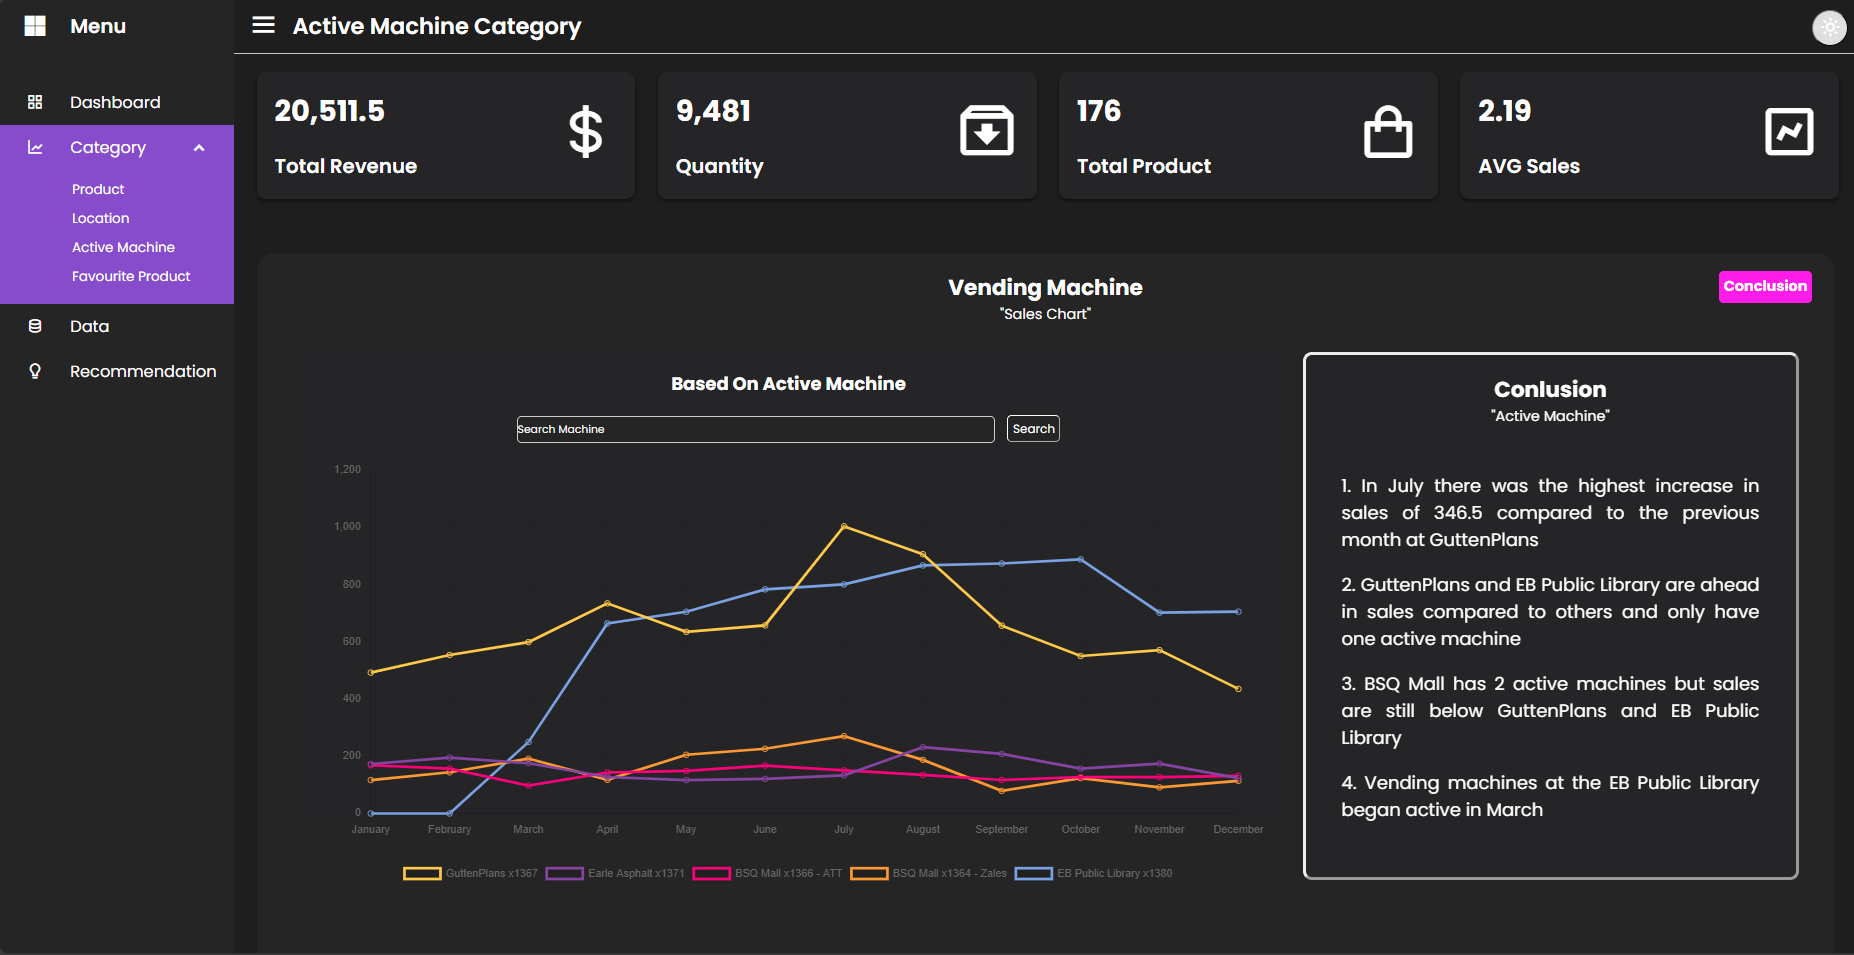 Menu
Active Machine Category
Dashboard
Category
Product
Location
Active Machine
Favourite Product
Data
Recommendation
20,511.5
Total Revenue
9,481
Quantity
176
Total Product
2.19
AVG Sales
Vending Machine
"Sales Chart"
Conclusion
Based On Active Machine
Search Machine
Search
1,200
1,000
800
600
400
200
0
January February March April May June July August September October November December
GuttenPlans x1367 Earle Asphalt x1371 BSQ Mall x1366 - ATT BSQ Mall x1364 - Zales EB Public Library x1380
Conlusion
"Active Machine"
1. In July there was the highest increase in
sales of 346.5 compared to the previous
month at GuttenPlans
2. GuttenPlans and EB Public Library are ahead
in sales compared to others and only have
one active machine
3. BSQ Mall has 2 active machines but sales
are still below GuttenPlans and EB Public
Library
4. Vending machines at the EB Public Library
began active in March